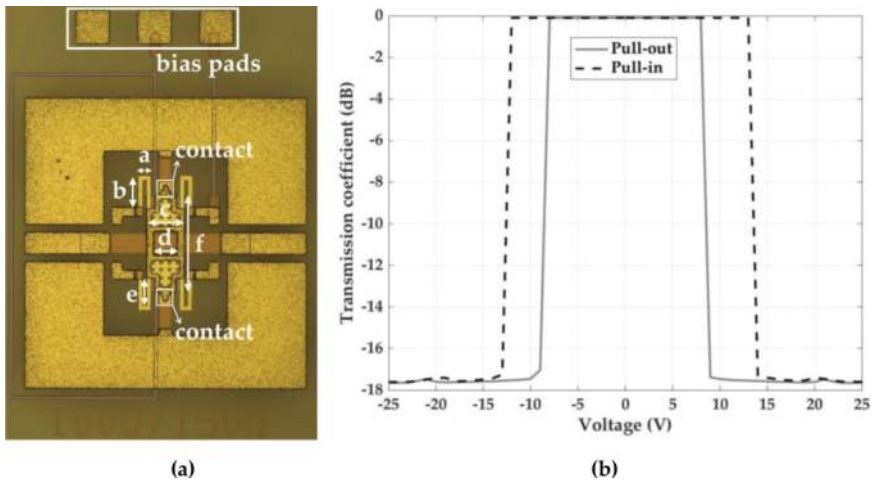 bias pads
a
contact
b
c
d
f
e
contact
(a)
Transmission coefficient (dB)
0
-2
-4
-6
-8
-10
-12
-14
-16
-18
Pull-out
Pull-in
-25
-20
-15
-10
-5
0
5
10
15
20
25
Voltage (V)
(b)